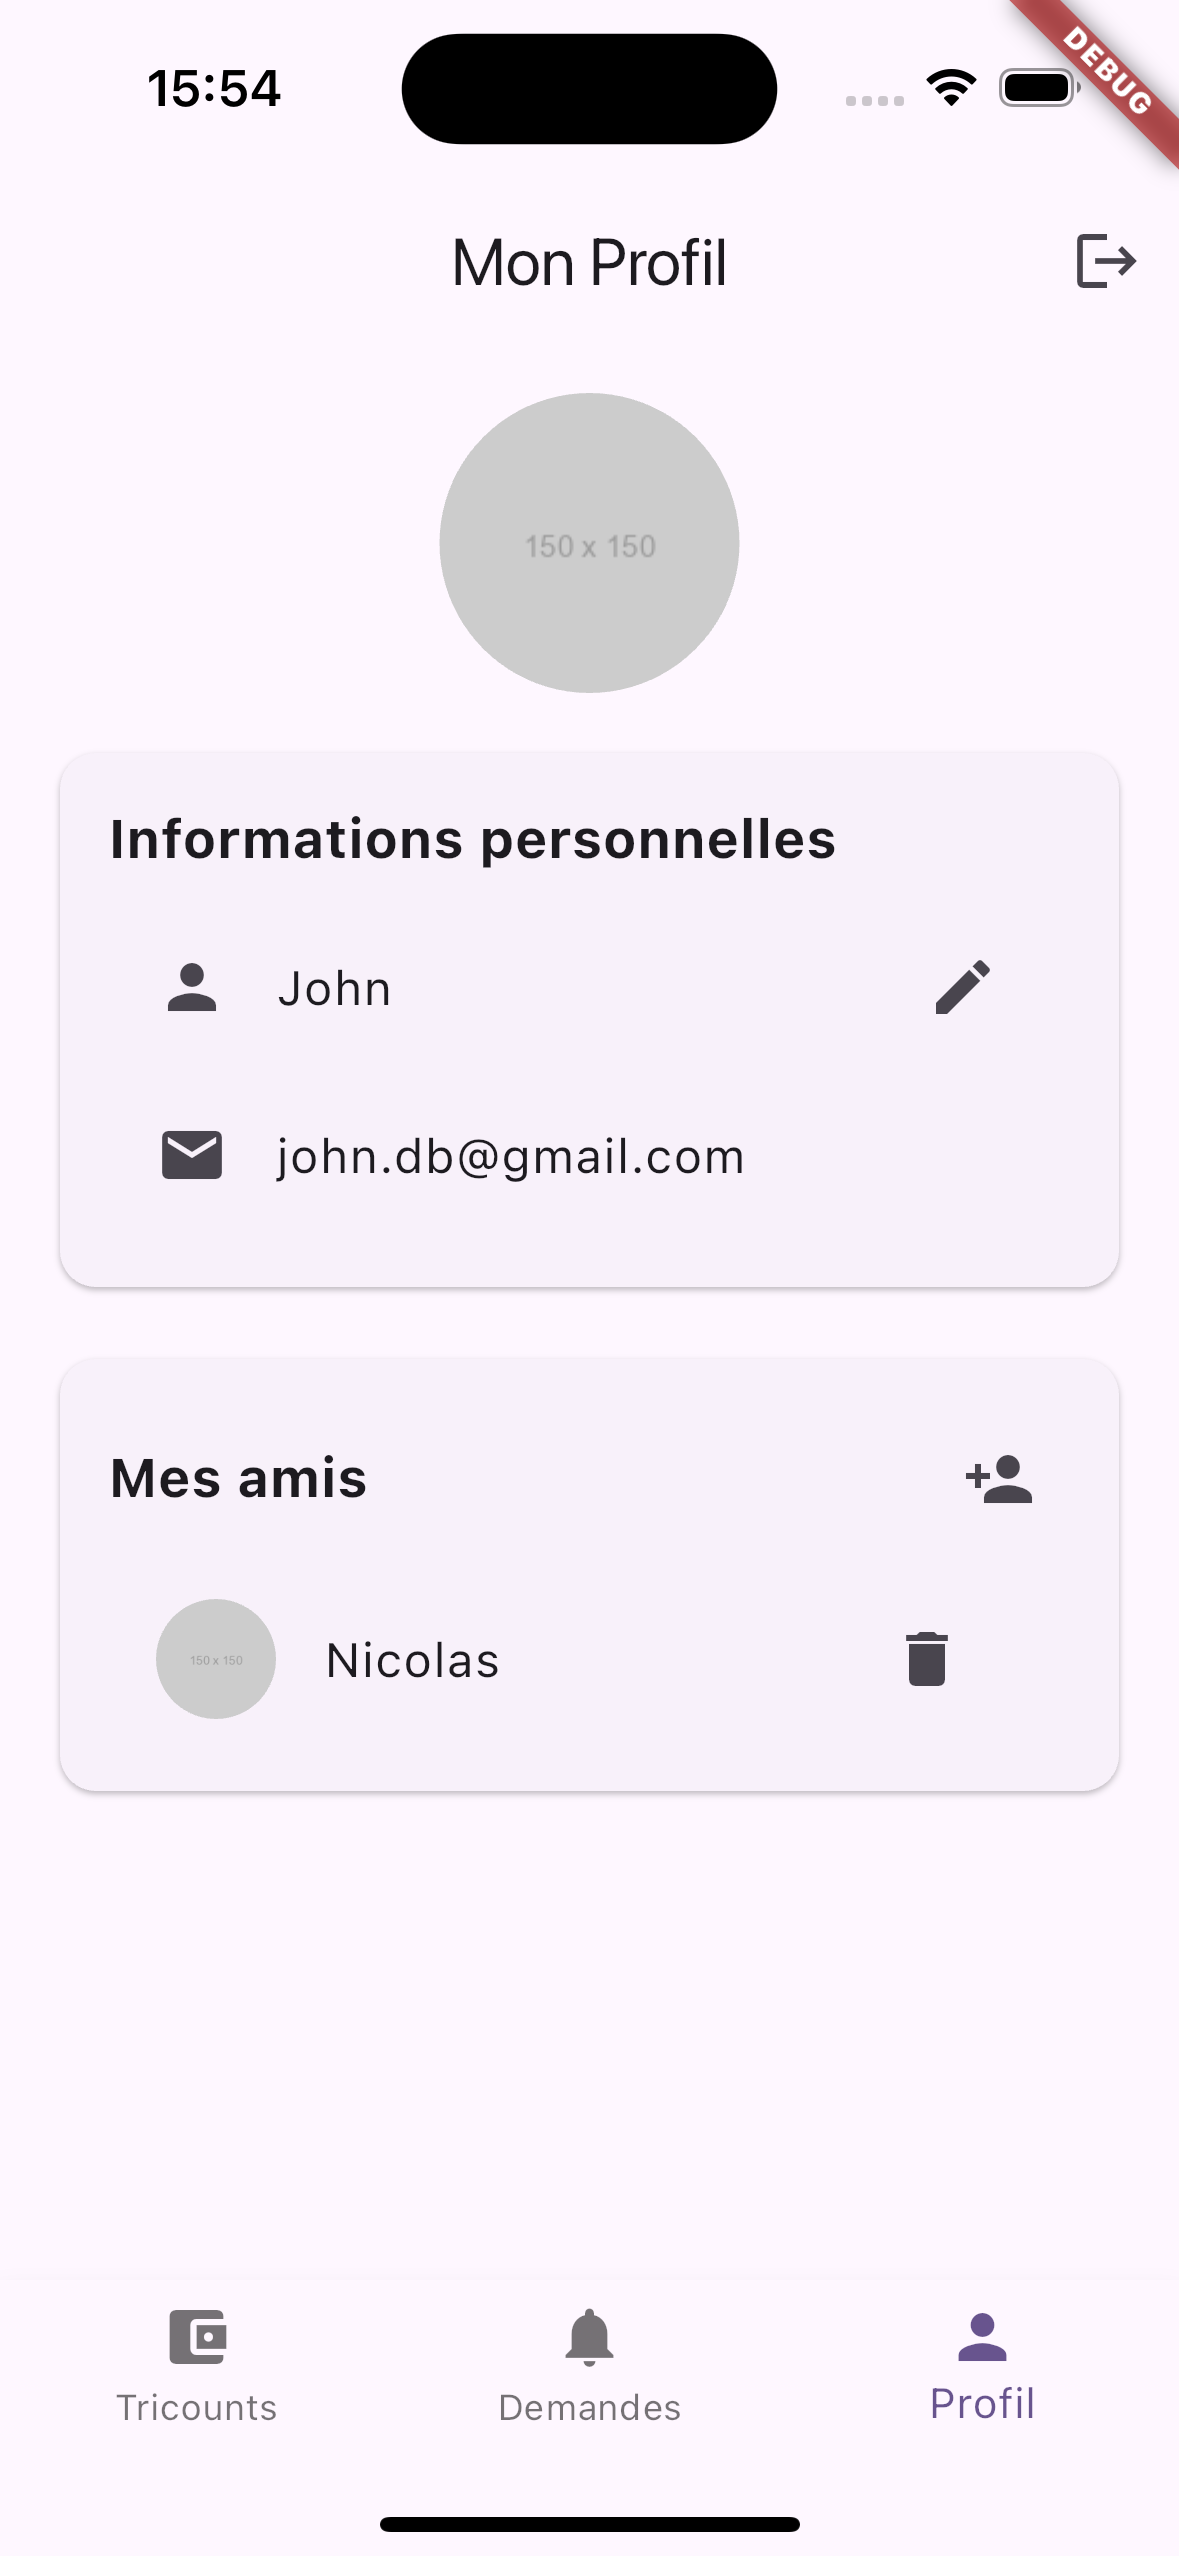 15:54
DEBUG
Mon Profil
150 x 150
Informations personnelles
John
john.db@gmail.com
Mes amis
150 x 150
Nicolas
Tricounts
Demandes
Profil